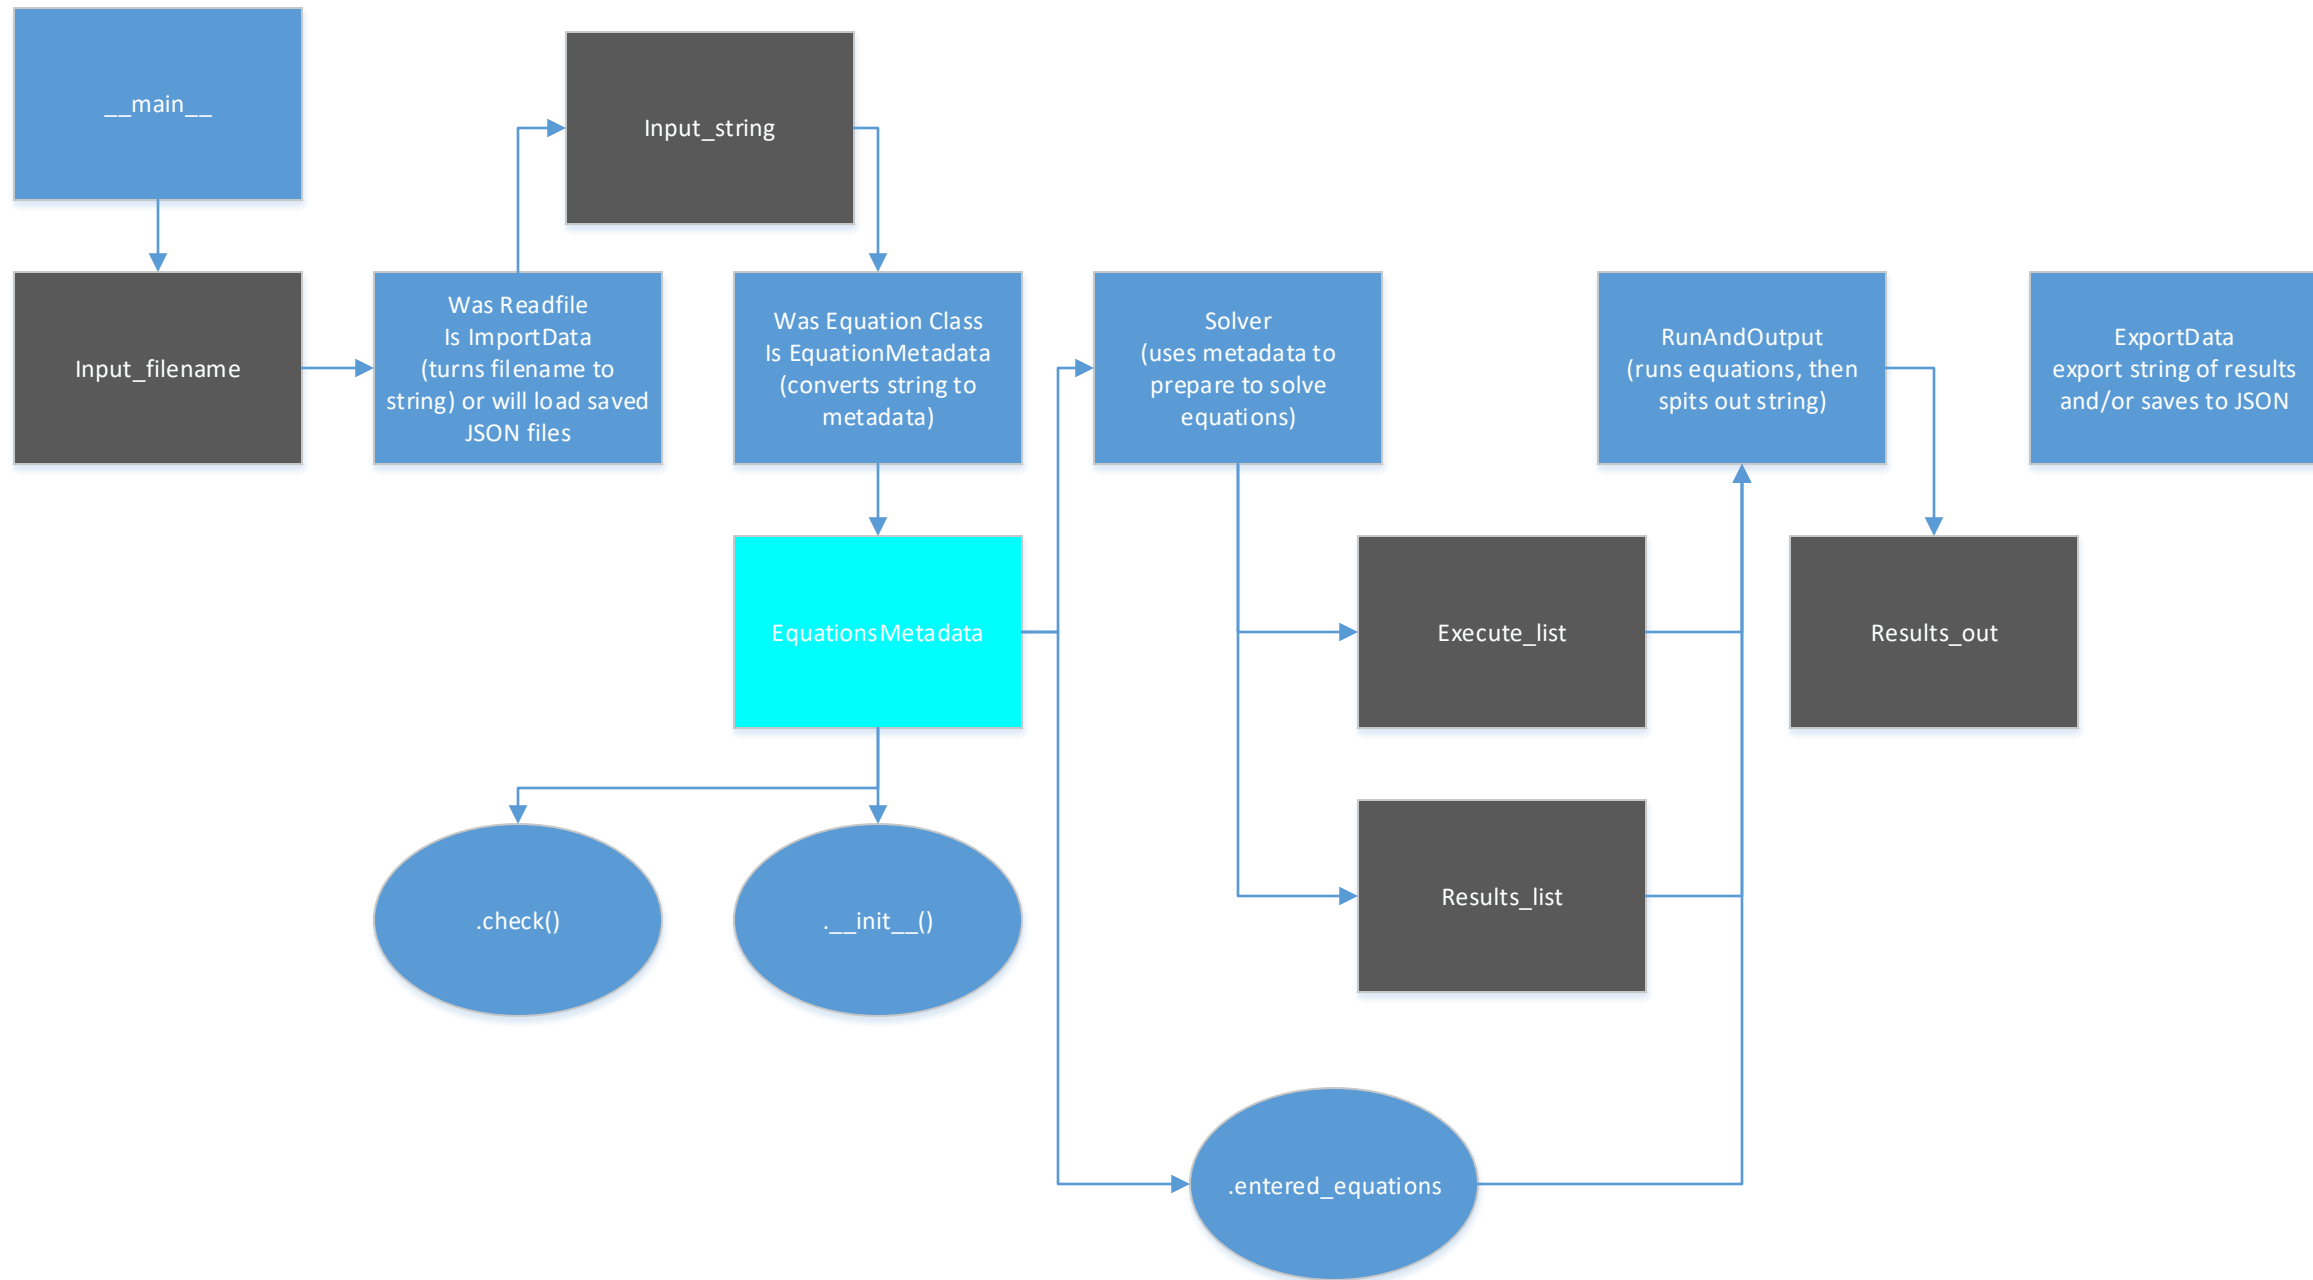 __main__
Input_string
Input_filename
Was Readfile
Is ImportData
(turns filename to
string) or will load saved
JSON files
Was Equation Class
Is EquationMetadata
(converts string to
metadata)
Solver
(uses metadata to
prepare to solve
equations)
RunAndOutput
(runs equations, then
spits out string)
ExportData
export string of results
and/or saves to JSON
EquationsMetadata
Execute_list
Results_out
.check()
.__init__()
Results_list
.entered_equations